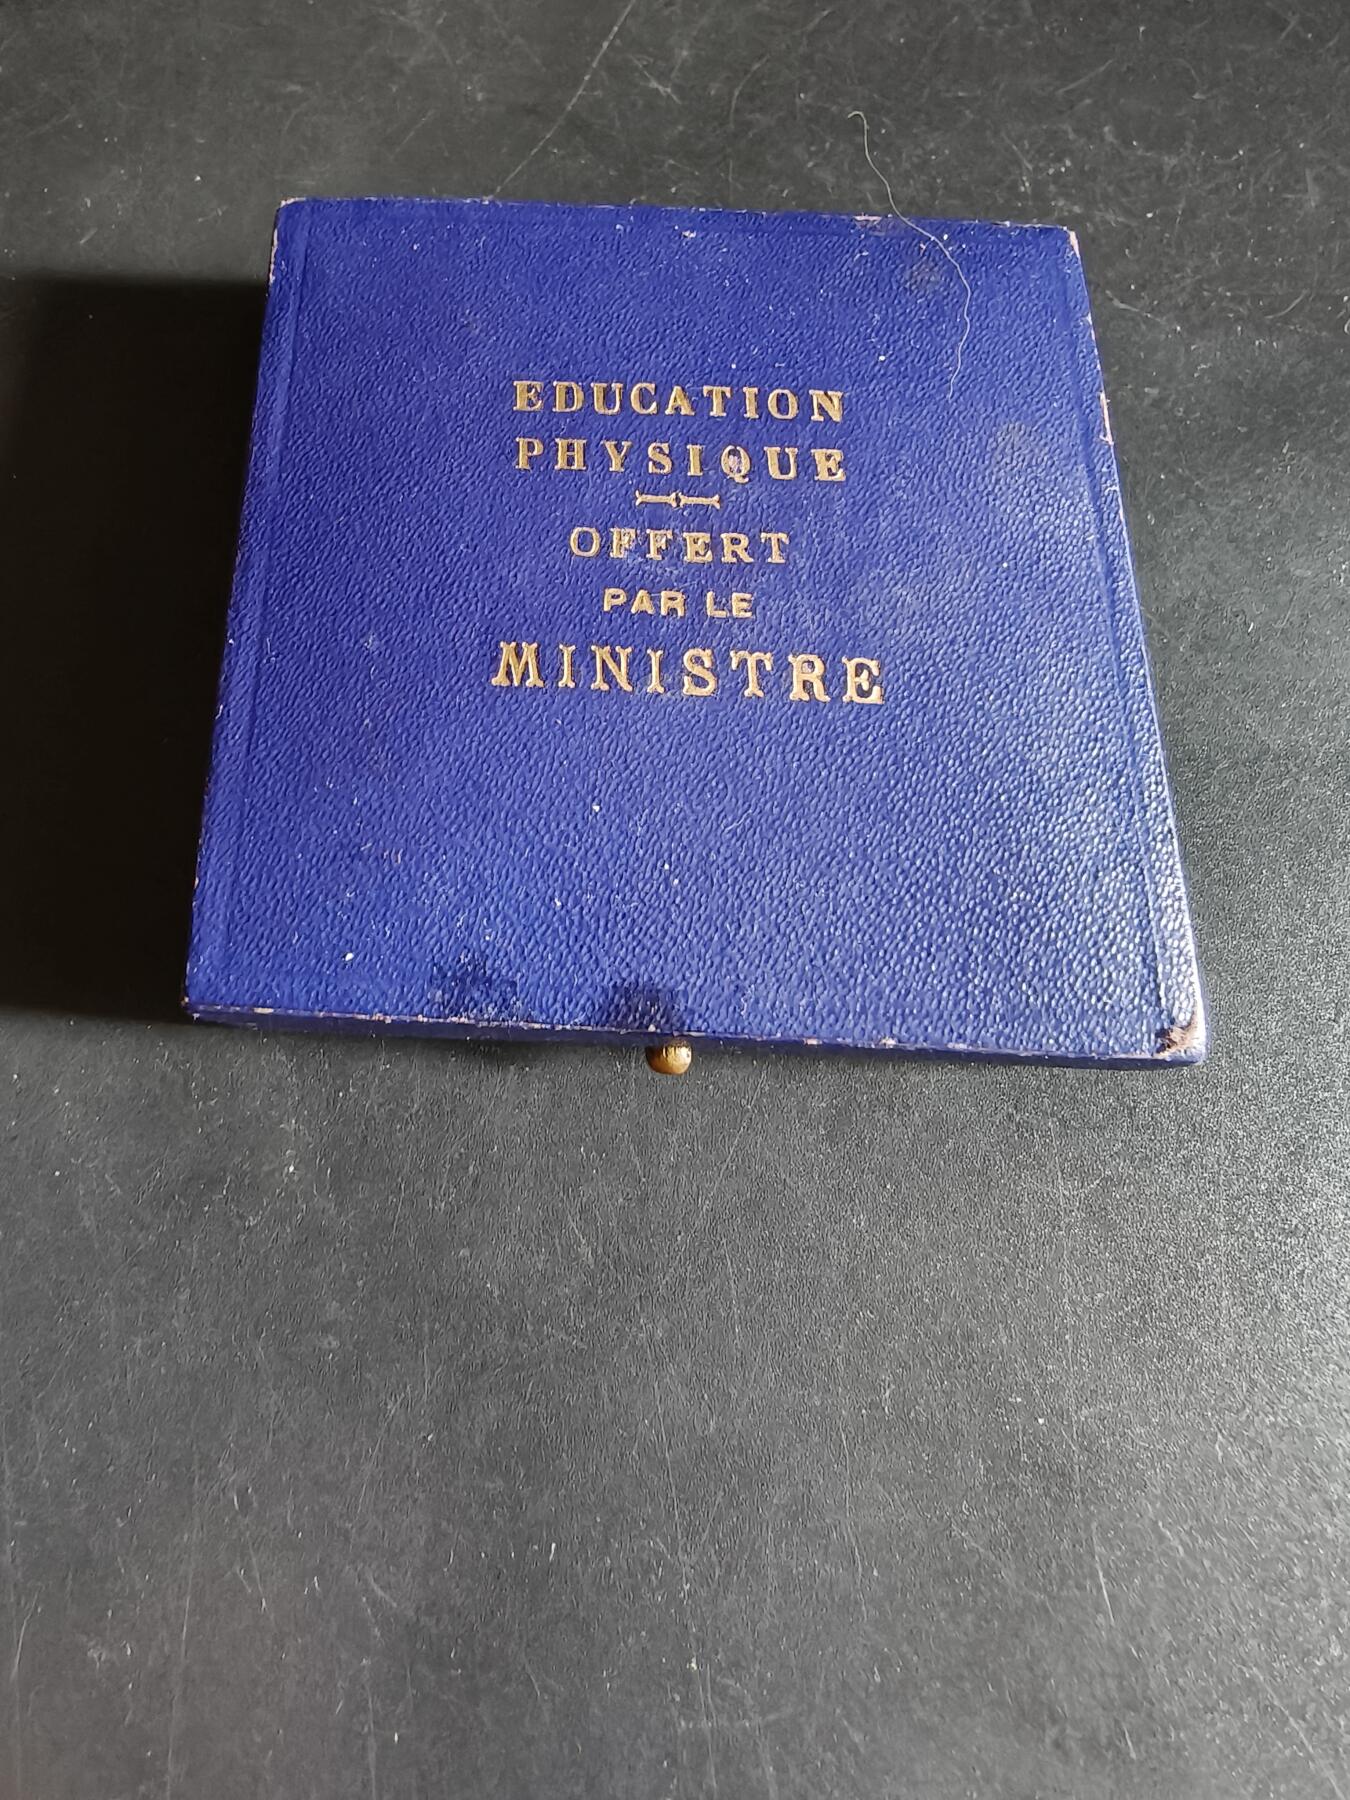 EDUCATION
PHYSIQUE
OFFERT
PAR LE
MINISTRE